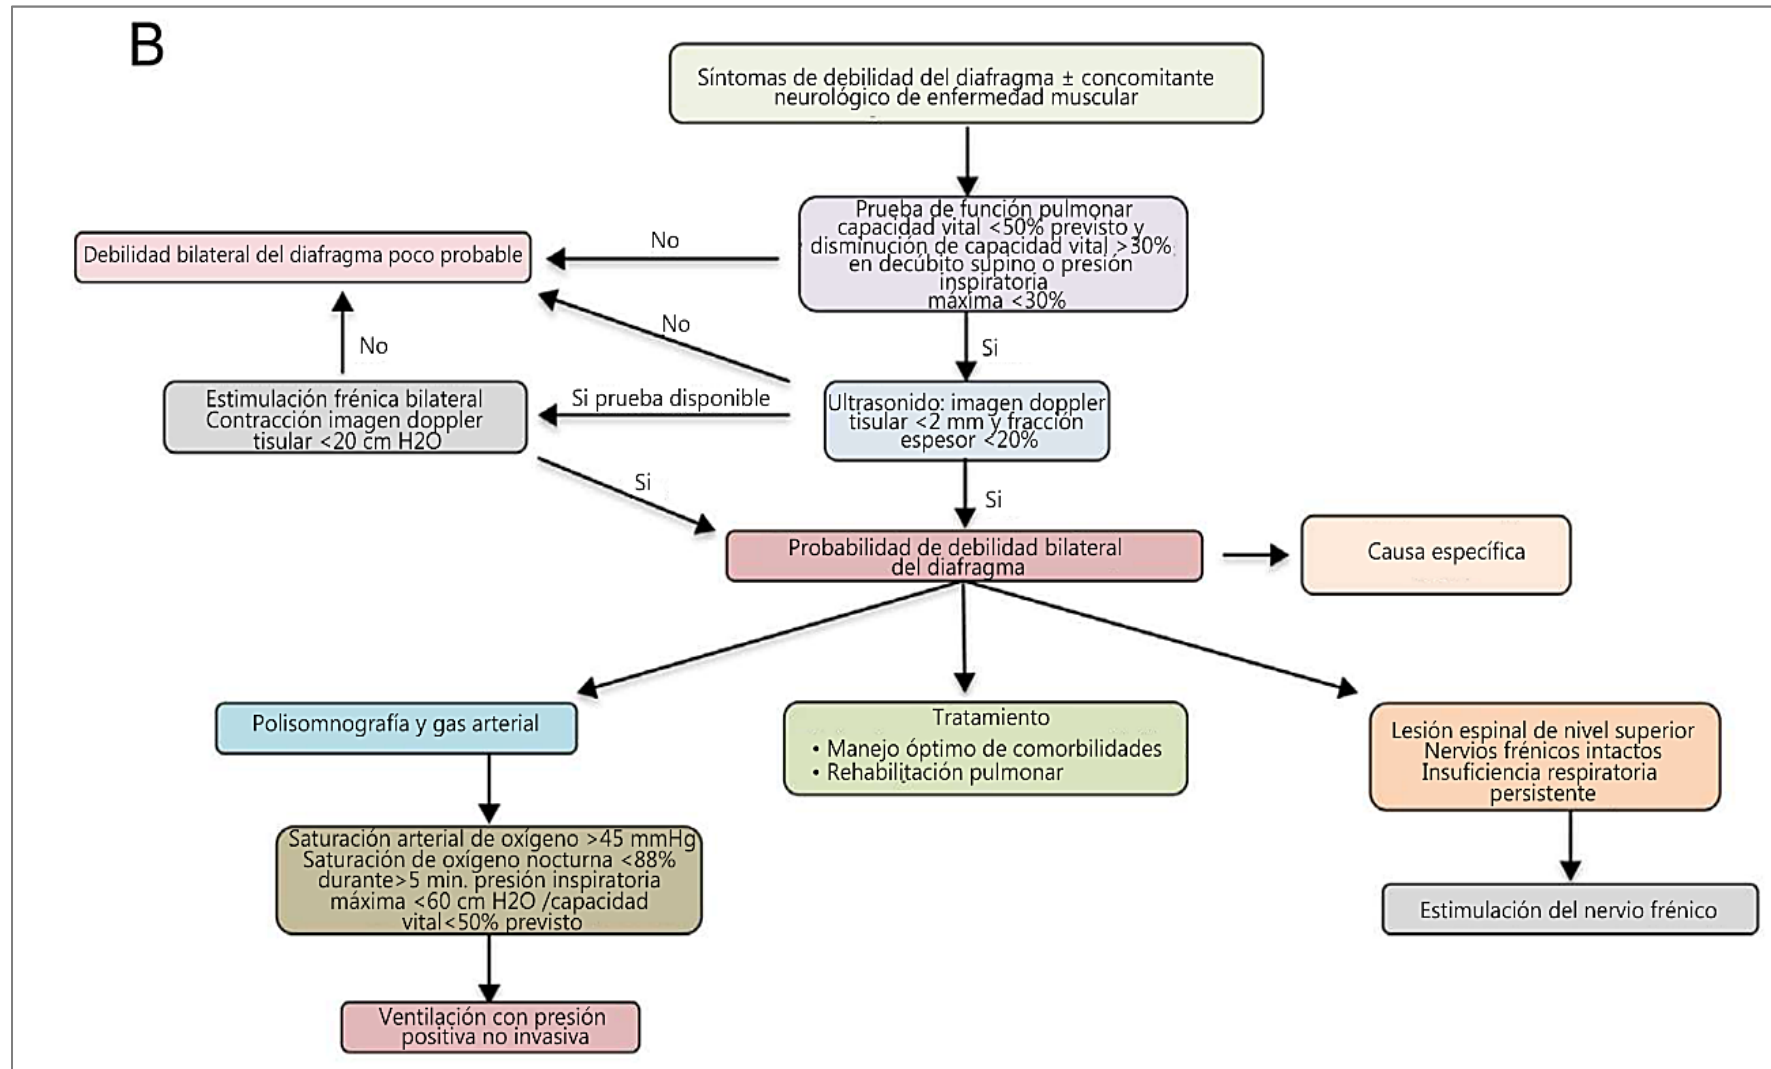 B
Síntomas de debilidad del diafragma ± concomitante
neurológico de enfermedad muscular
Prueba de función pulmonar
capacidad vital <50% previsto y
disminución de capacidad vital >30%
en decúbito supino o presión
inspiratoria
máxima <30%
No
Debilidad bilateral del diafragma poco probable
No
No
Si
Estimulación frénica bilateral
Contracción imagen doppler
tisular <20 cm H2O
Si prueba disponible
Ultrasonido: imagen doppler
tisular <2 mm y fracción
espesor <20%
Si
Si
Probabilidad de debilidad bilateral
del diafragma
Causa específica
Polisomnografía y gas arterial
Tratamiento
• Manejo óptimo de comorbilidades
• Rehabilitación pulmonar
Lesión espinal de nivel superior
Nervios frénicos intactos
Insuficiencia respiratoria
persistente
Saturación arterial de oxígeno >45 mmHg
Saturación de oxígeno nocturna <88%
durante>5 min. presión inspiratoria
máxima <60 cm H2O /capacidad
vital<50% previsto
Estimulación del nervio frénico
Ventilación con presión
positiva no invasiva